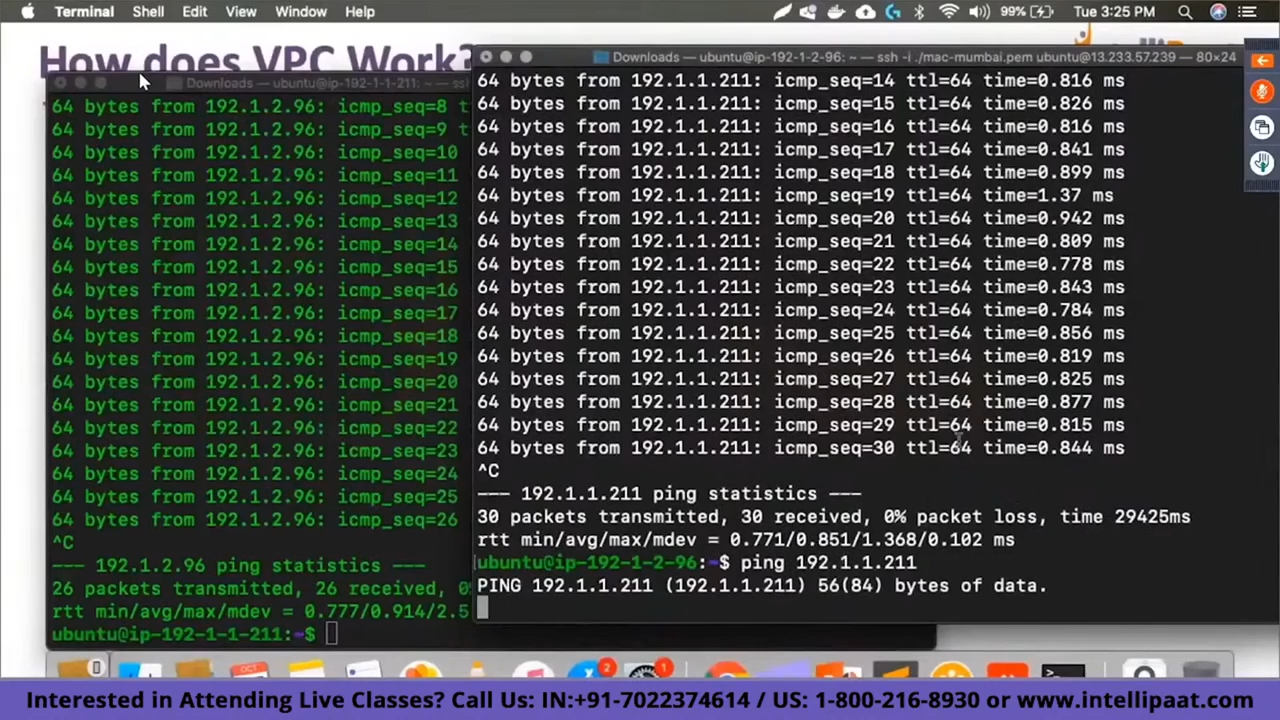 Terminal Shell Edit View Window Help 99% Tue 3:25 PM
How does VPC Work?
Downloads — ubuntu@ip-192-1-1-211: ~ — ssh
64 bytes from 192.1.2.96: icmp_seq=8 t
64 bytes from 192.1.2.96: icmp_seq=9 t
64 bytes from 192.1.2.96: icmp_seq=10
64 bytes from 192.1.2.96: icmp_seq=11
64 bytes from 192.1.2.96: icmp_seq=12
64 bytes from 192.1.2.96: icmp_seq=13
64 bytes from 192.1.2.96: icmp_seq=14
64 bytes from 192.1.2.96: icmp_seq=15
64 bytes from 192.1.2.96: icmp_seq=16
64 bytes from 192.1.2.96: icmp_seq=17
64 bytes from 192.1.2.96: icmp_seq=18
64 bytes from 192.1.2.96: icmp_seq=19
64 bytes from 192.1.2.96: icmp_seq=20
64 bytes from 192.1.2.96: icmp_seq=21
64 bytes from 192.1.2.96: icmp_seq=22
64 bytes from 192.1.2.96: icmp_seq=23
64 bytes from 192.1.2.96: icmp_seq=24
64 bytes from 192.1.2.96: icmp_seq=25
64 bytes from 192.1.2.96: icmp_seq=26
^C
--- 192.1.2.96 ping statistics ---
26 packets transmitted, 26 received, 0%
rtt min/avg/max/mdev = 0.777/0.914/2.5
ubuntu@ip-192-1-1-211:~$
Downloads — ubuntu@ip-192-1-2-96: ~ — ssh -i ./mac-mumbai.pem ubuntu@13.233.57.239 — 80×24
64 bytes from 192.1.1.211: icmp_seq=14 ttl=64 time=0.816 ms
64 bytes from 192.1.1.211: icmp_seq=15 ttl=64 time=0.826 ms
64 bytes from 192.1.1.211: icmp_seq=16 ttl=64 time=0.816 ms
64 bytes from 192.1.1.211: icmp_seq=17 ttl=64 time=0.841 ms
64 bytes from 192.1.1.211: icmp_seq=18 ttl=64 time=0.899 ms
64 bytes from 192.1.1.211: icmp_seq=19 ttl=64 time=1.37 ms
64 bytes from 192.1.1.211: icmp_seq=20 ttl=64 time=0.942 ms
64 bytes from 192.1.1.211: icmp_seq=21 ttl=64 time=0.809 ms
64 bytes from 192.1.1.211: icmp_seq=22 ttl=64 time=0.778 ms
64 bytes from 192.1.1.211: icmp_seq=23 ttl=64 time=0.843 ms
64 bytes from 192.1.1.211: icmp_seq=24 ttl=64 time=0.784 ms
64 bytes from 192.1.1.211: icmp_seq=25 ttl=64 time=0.856 ms
64 bytes from 192.1.1.211: icmp_seq=26 ttl=64 time=0.819 ms
64 bytes from 192.1.1.211: icmp_seq=27 ttl=64 time=0.825 ms
64 bytes from 192.1.1.211: icmp_seq=28 ttl=64 time=0.877 ms
64 bytes from 192.1.1.211: icmp_seq=29 ttl=64 time=0.815 ms
64 bytes from 192.1.1.211: icmp_seq=30 ttl=64 time=0.844 ms
^C
--- 192.1.1.211 ping statistics ---
30 packets transmitted, 30 received, 0% packet loss, time 29425ms
rtt min/avg/max/mdev = 0.771/0.851/1.368/0.102 ms
ubuntu@ip-192-1-2-96:~$ ping 192.1.1.211
PING 192.1.1.211 (192.1.1.211) 56(84) bytes of data.
OCT 2 1
Interested in Attending Live Classes? Call Us: IN:+91-7022374614 / US: 1-800-216-8930 or www.intellipaat.com